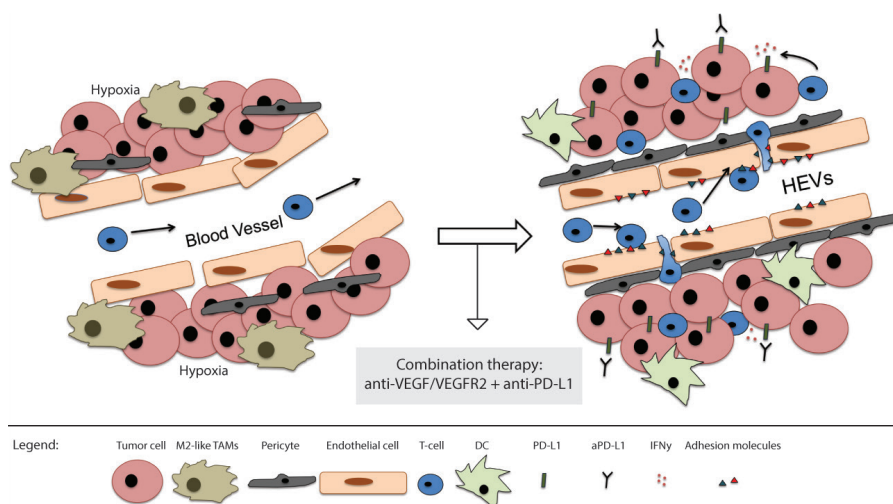 Hypoxia
Blood Vessel
Hypoxia
HEVs
Combination therapy:
anti-VEGF/VEGFR2 + anti-PD-L1
Legend:
Tumor cell
M2-like TAMs
Pericyte
Endothelial cell
T-cell
DC
PD-L1
aPD-L1
IFNγ
Adhesion molecules